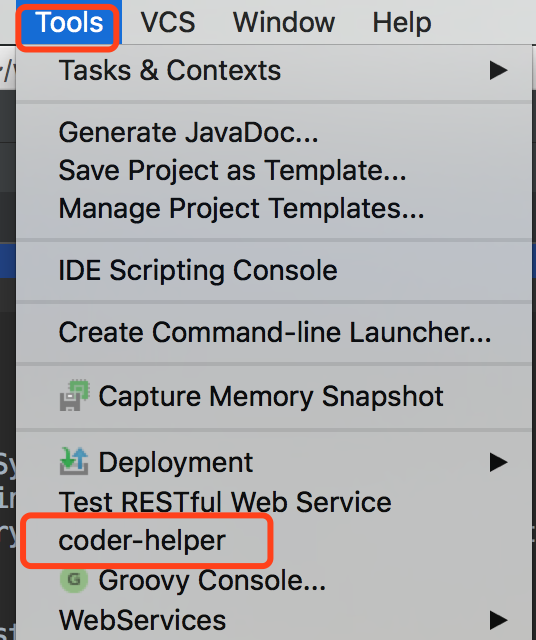 Tools VCS Window Help
Tasks & Contexts
Generate JavaDoc...
Save Project as Template...
Manage Project Templates...
IDE Scripting Console
Create Command-line Launcher...
Capture Memory Snapshot
Deployment
Test RESTful Web Service
coder-helper
G Groovy Console...
WebServices